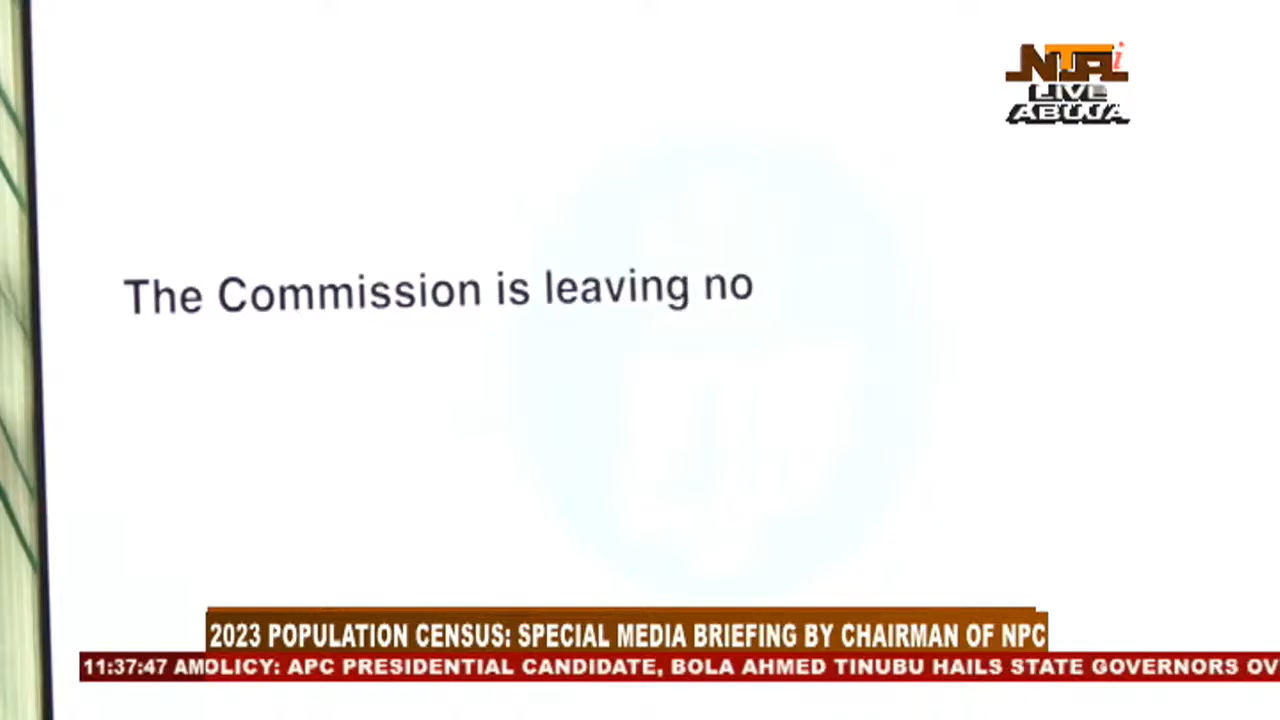 NTAi
LIVE
ABUJA
The Commission is leaving no
2023 POPULATION CENSUS: SPECIAL MEDIA BRIEFING BY CHAIRMAN OF NPC
11:37:47 AM OLICY: APC PRESIDENTIAL CANDIDATE, BOLA AHMED TINUBU HAILS STATE GOVERNORS OV